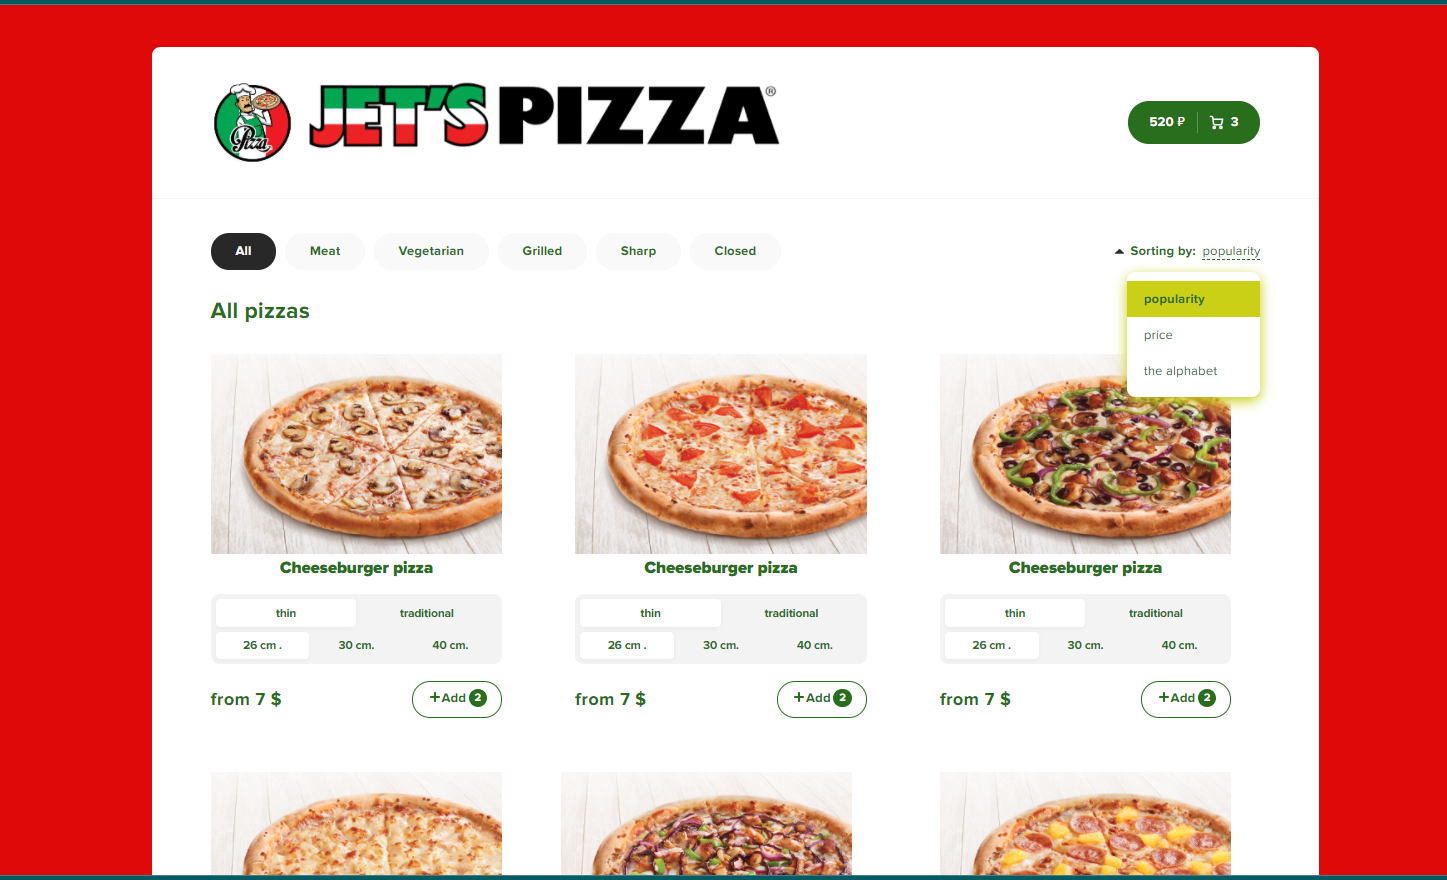 Pizza
JET'S PIZZA®
520 ₽ 3
All Meat Vegetarian Grilled Sharp Closed
Sorting by: popularity
popularity
price
the alphabet
All pizzas
Cheeseburger pizza
thin traditional
26 cm . 30 cm. 40 cm.
from 7 $ +Add 2
Cheeseburger pizza
thin traditional
26 cm . 30 cm. 40 cm.
from 7 $ +Add 2
Cheeseburger pizza
thin traditional
26 cm . 30 cm. 40 cm.
from 7 $ +Add 2